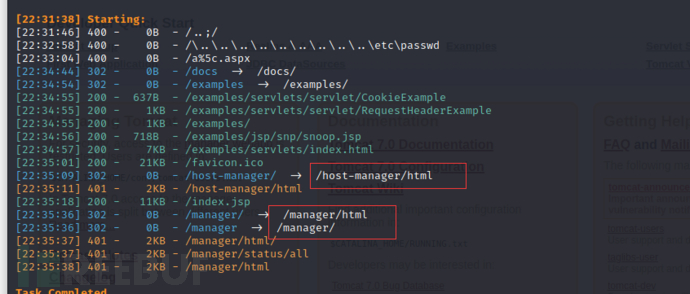 [22:31:38] Starting:
[22:31:46] 400 - 0B - /..;/
[22:32:58] 400 - 0B - /\..\..\..\..\..\..\..\..\..\etc\passwd
[22:33:04] 400 - 0B - /a%5c.aspx
[22:34:44] 302 - 0B - /docs -> /docs/
[22:34:54] 302 - 0B - /examples -> /examples/
[22:34:55] 200 - 637B - /examples/servlets/servlet/CookieExample
[22:34:55] 200 - 1KB - /examples/servlets/servlet/RequestHeaderExample
[22:34:55] 200 - 1KB - /examples/
[22:34:56] 200 - 718B - /examples/jsp/snp/snoop.jsp
[22:34:57] 200 - 7KB - /examples/servlets/index.html
[22:35:01] 200 - 21KB - /favicon.ico
[22:35:09] 302 - 0B - /host-manager/ -> /host-manager/html
[22:35:11] 401 - 2KB - /host-manager/html
[22:35:18] 200 - 11KB - /index.jsp
[22:35:36] 302 - 0B - /manager/ -> /manager/html
[22:35:36] 302 - 0B - /manager -> /manager/
[22:35:37] 401 - 2KB - /manager/html/
[22:35:37] 401 - 2KB - /manager/status/all
[22:35:38] 401 - 2KB - /manager/html
Task Completed